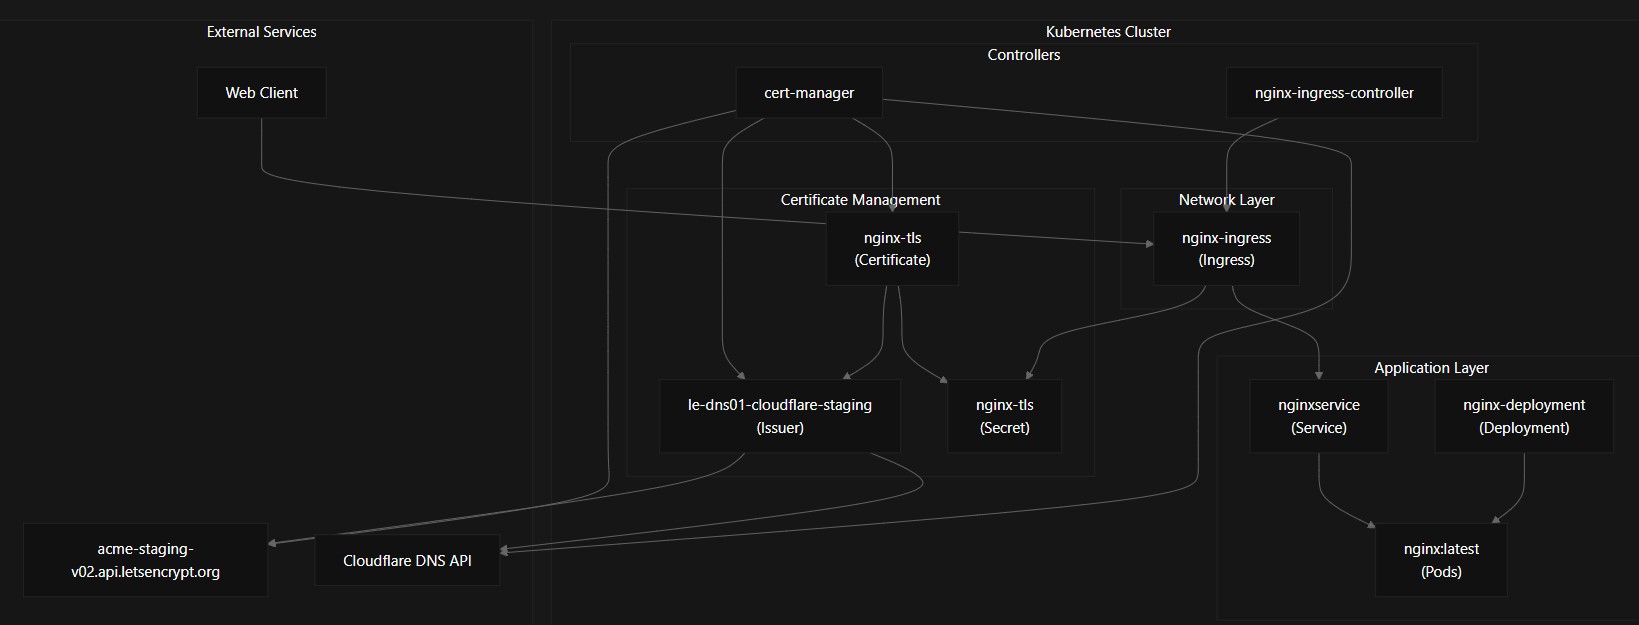 External Services
Kubernetes Cluster
Controllers
Web Client
cert-manager
nginx-ingress-controller
Certificate Management
Network Layer
nginx-tls
(Certificate)
nginx-ingress
(Ingress)
Application Layer
le-dns01-cloudflare-staging
(Issuer)
nginx-tls
(Secret)
nginxservice
(Service)
nginx-deployment
(Deployment)
acme-staging-
v02.api.letsencrypt.org
Cloudflare DNS API
nginx:latest
(Pods)